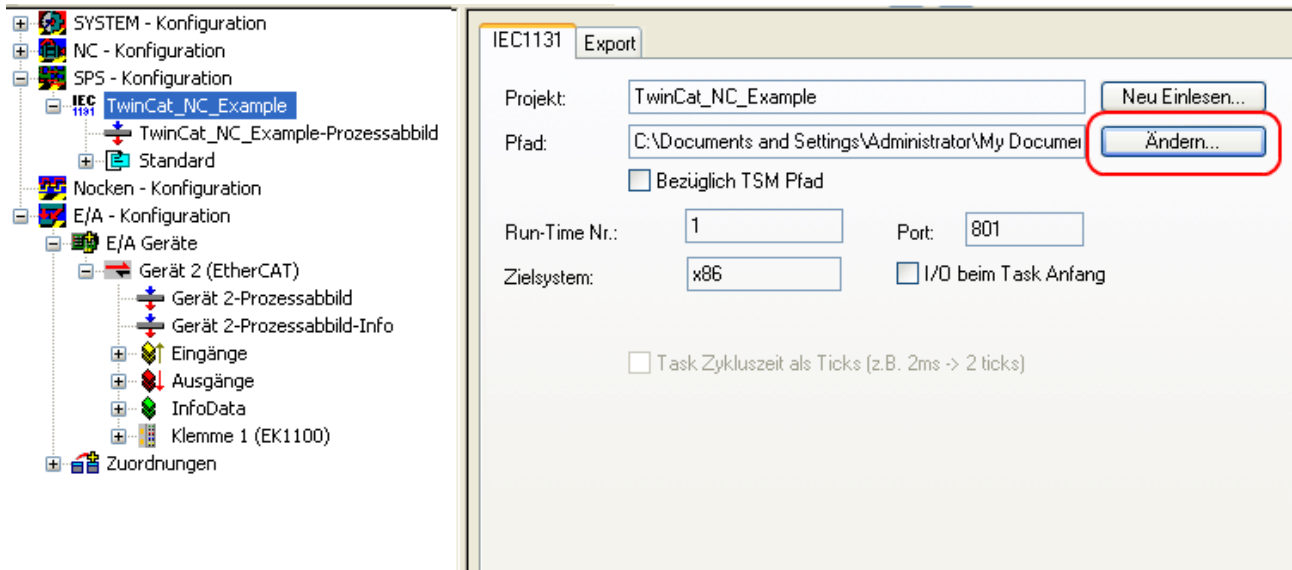 SYSTEM - Konfiguration
NC - Konfiguration
SPS - Konfiguration
IEC 1131 TwinCat_NC_Example
TwinCat_NC_Example-Prozessabbild
Standard
Nocken - Konfiguration
E/A - Konfiguration
E/A Geräte
Gerät 2 (EtherCAT)
Gerät 2-Prozessabbild
Gerät 2-Prozessabbild-Info
Eingänge
Ausgänge
InfoData
Klemme 1 (EK1100)
Zuordnungen
IEC1131 Export
Projekt: TwinCat_NC_Example Neu Einlesen...
Pfad: C:\Documents and Settings\Administrator\My Documei Ändern...
Bezüglich TSM Pfad
Run-Time Nr.: 1 Port: 801
Zielsystem: x86 I/O beim Task Anfang
Task Zykluszeit als Ticks (z.B. 2ms -> 2 ticks)